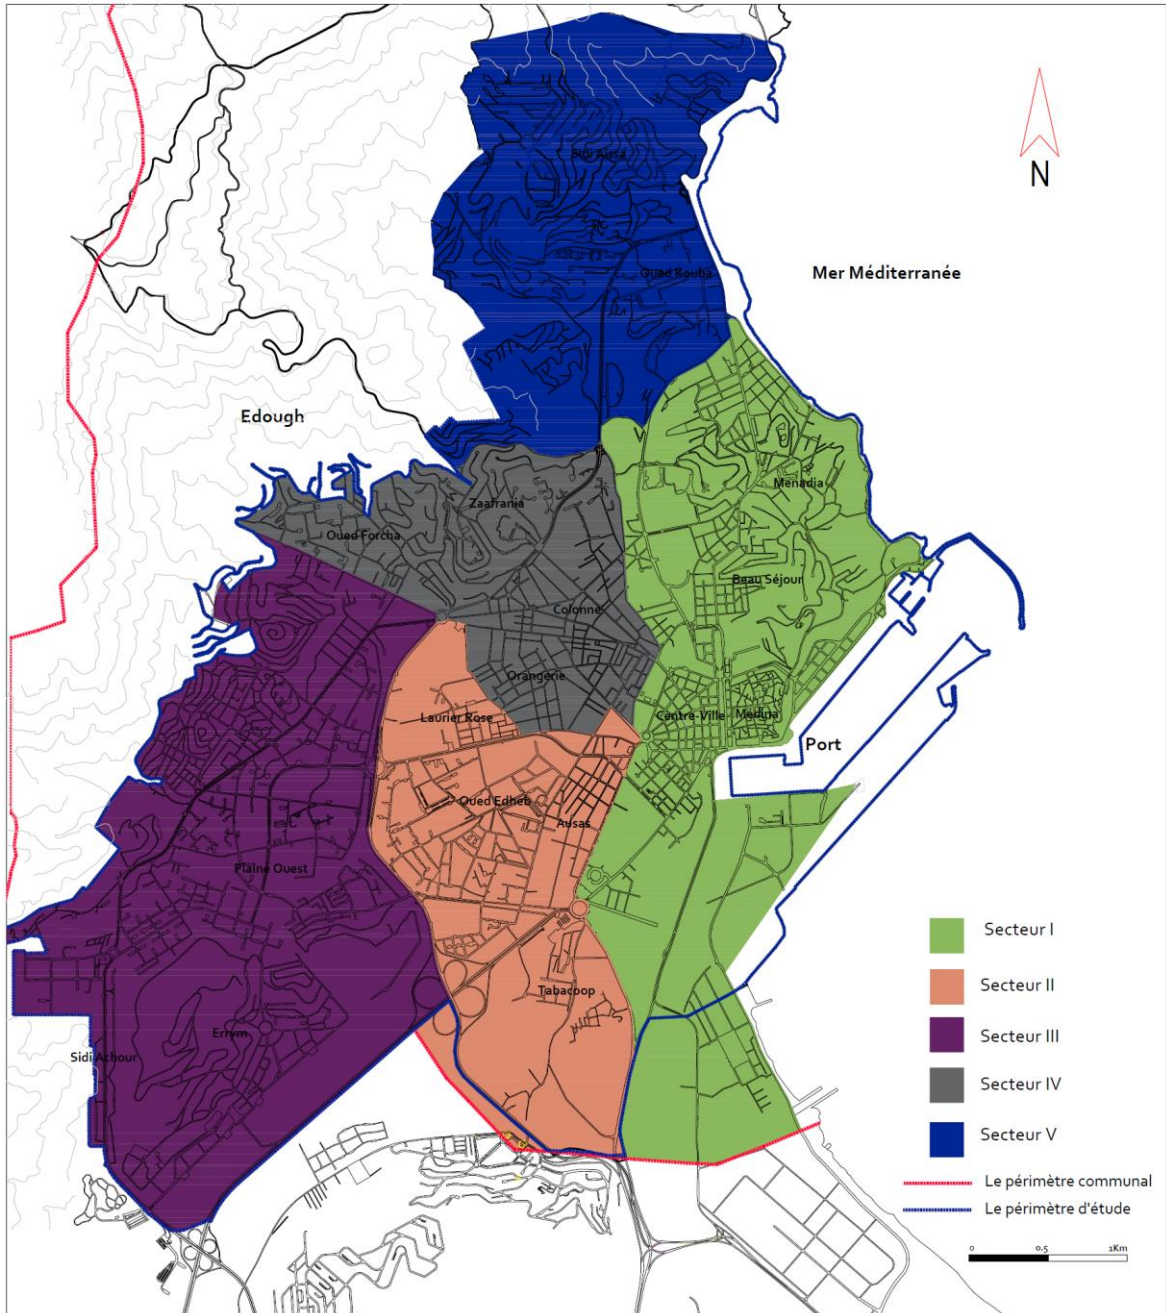 Sidi Aissa
N
Oued Kouba
Mer Méditerranée
Edough
Menadia
Zaafrania
Oued Forcha
Beau Séjour
Colonne
Orangerie
Laurier Rose
Centre-Ville
Médina
Port
Oued Edheb
Ausas
Plaine Ouest
Secteur I
Secteur II
Tabacoop
Errym
Secteur III
Sidi Achour
Secteur IV
Secteur V
Le périmètre communal
Le périmètre d'étude
0 0.5 1Km